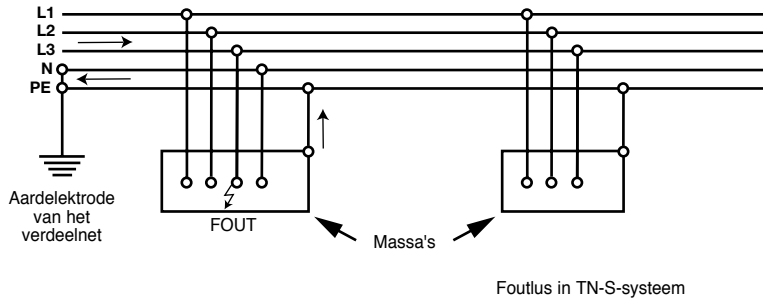 L1
L2
L3
N
PE
Aardelektrode
van het
verdeelnet
FOUT
Massa's
Foutlus in TN-S-systeem